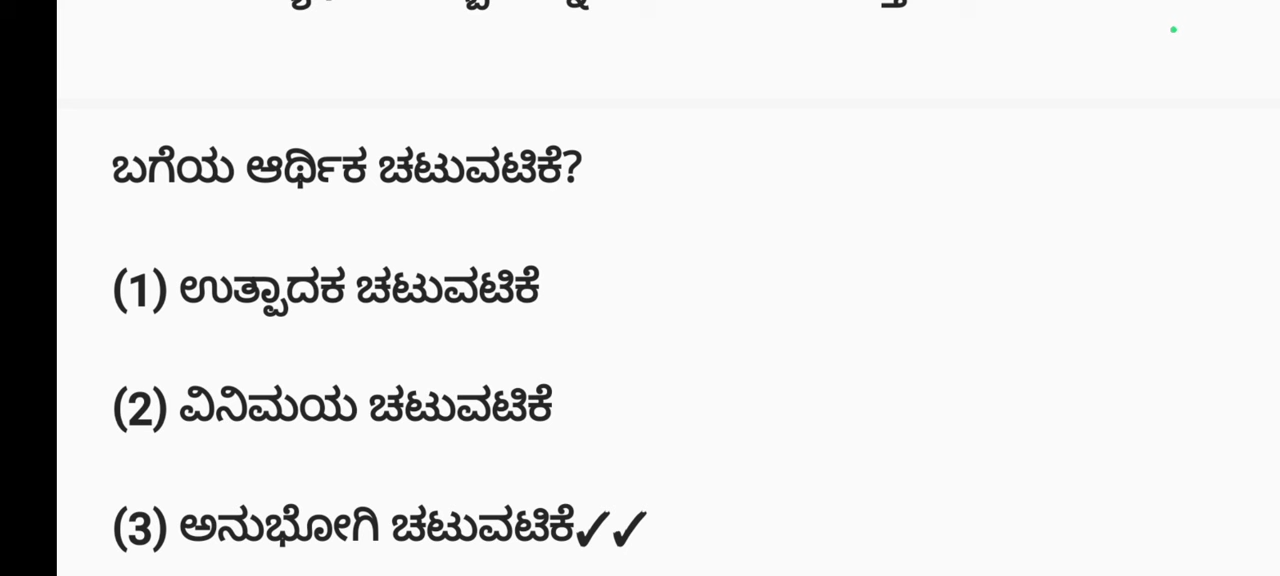 ಬಗೆಯ ಆರ್ಥಿಕ ಚಟುವಟಿಕೆ?
(1) ಉತ್ಪಾದಕ ಚಟುವಟಿಕೆ
(2) ವಿನಿಮಯ ಚಟುವಟಿಕೆ
(3) ಅನುಭೋಗಿ ಚಟುವಟಿಕೆ✓✓